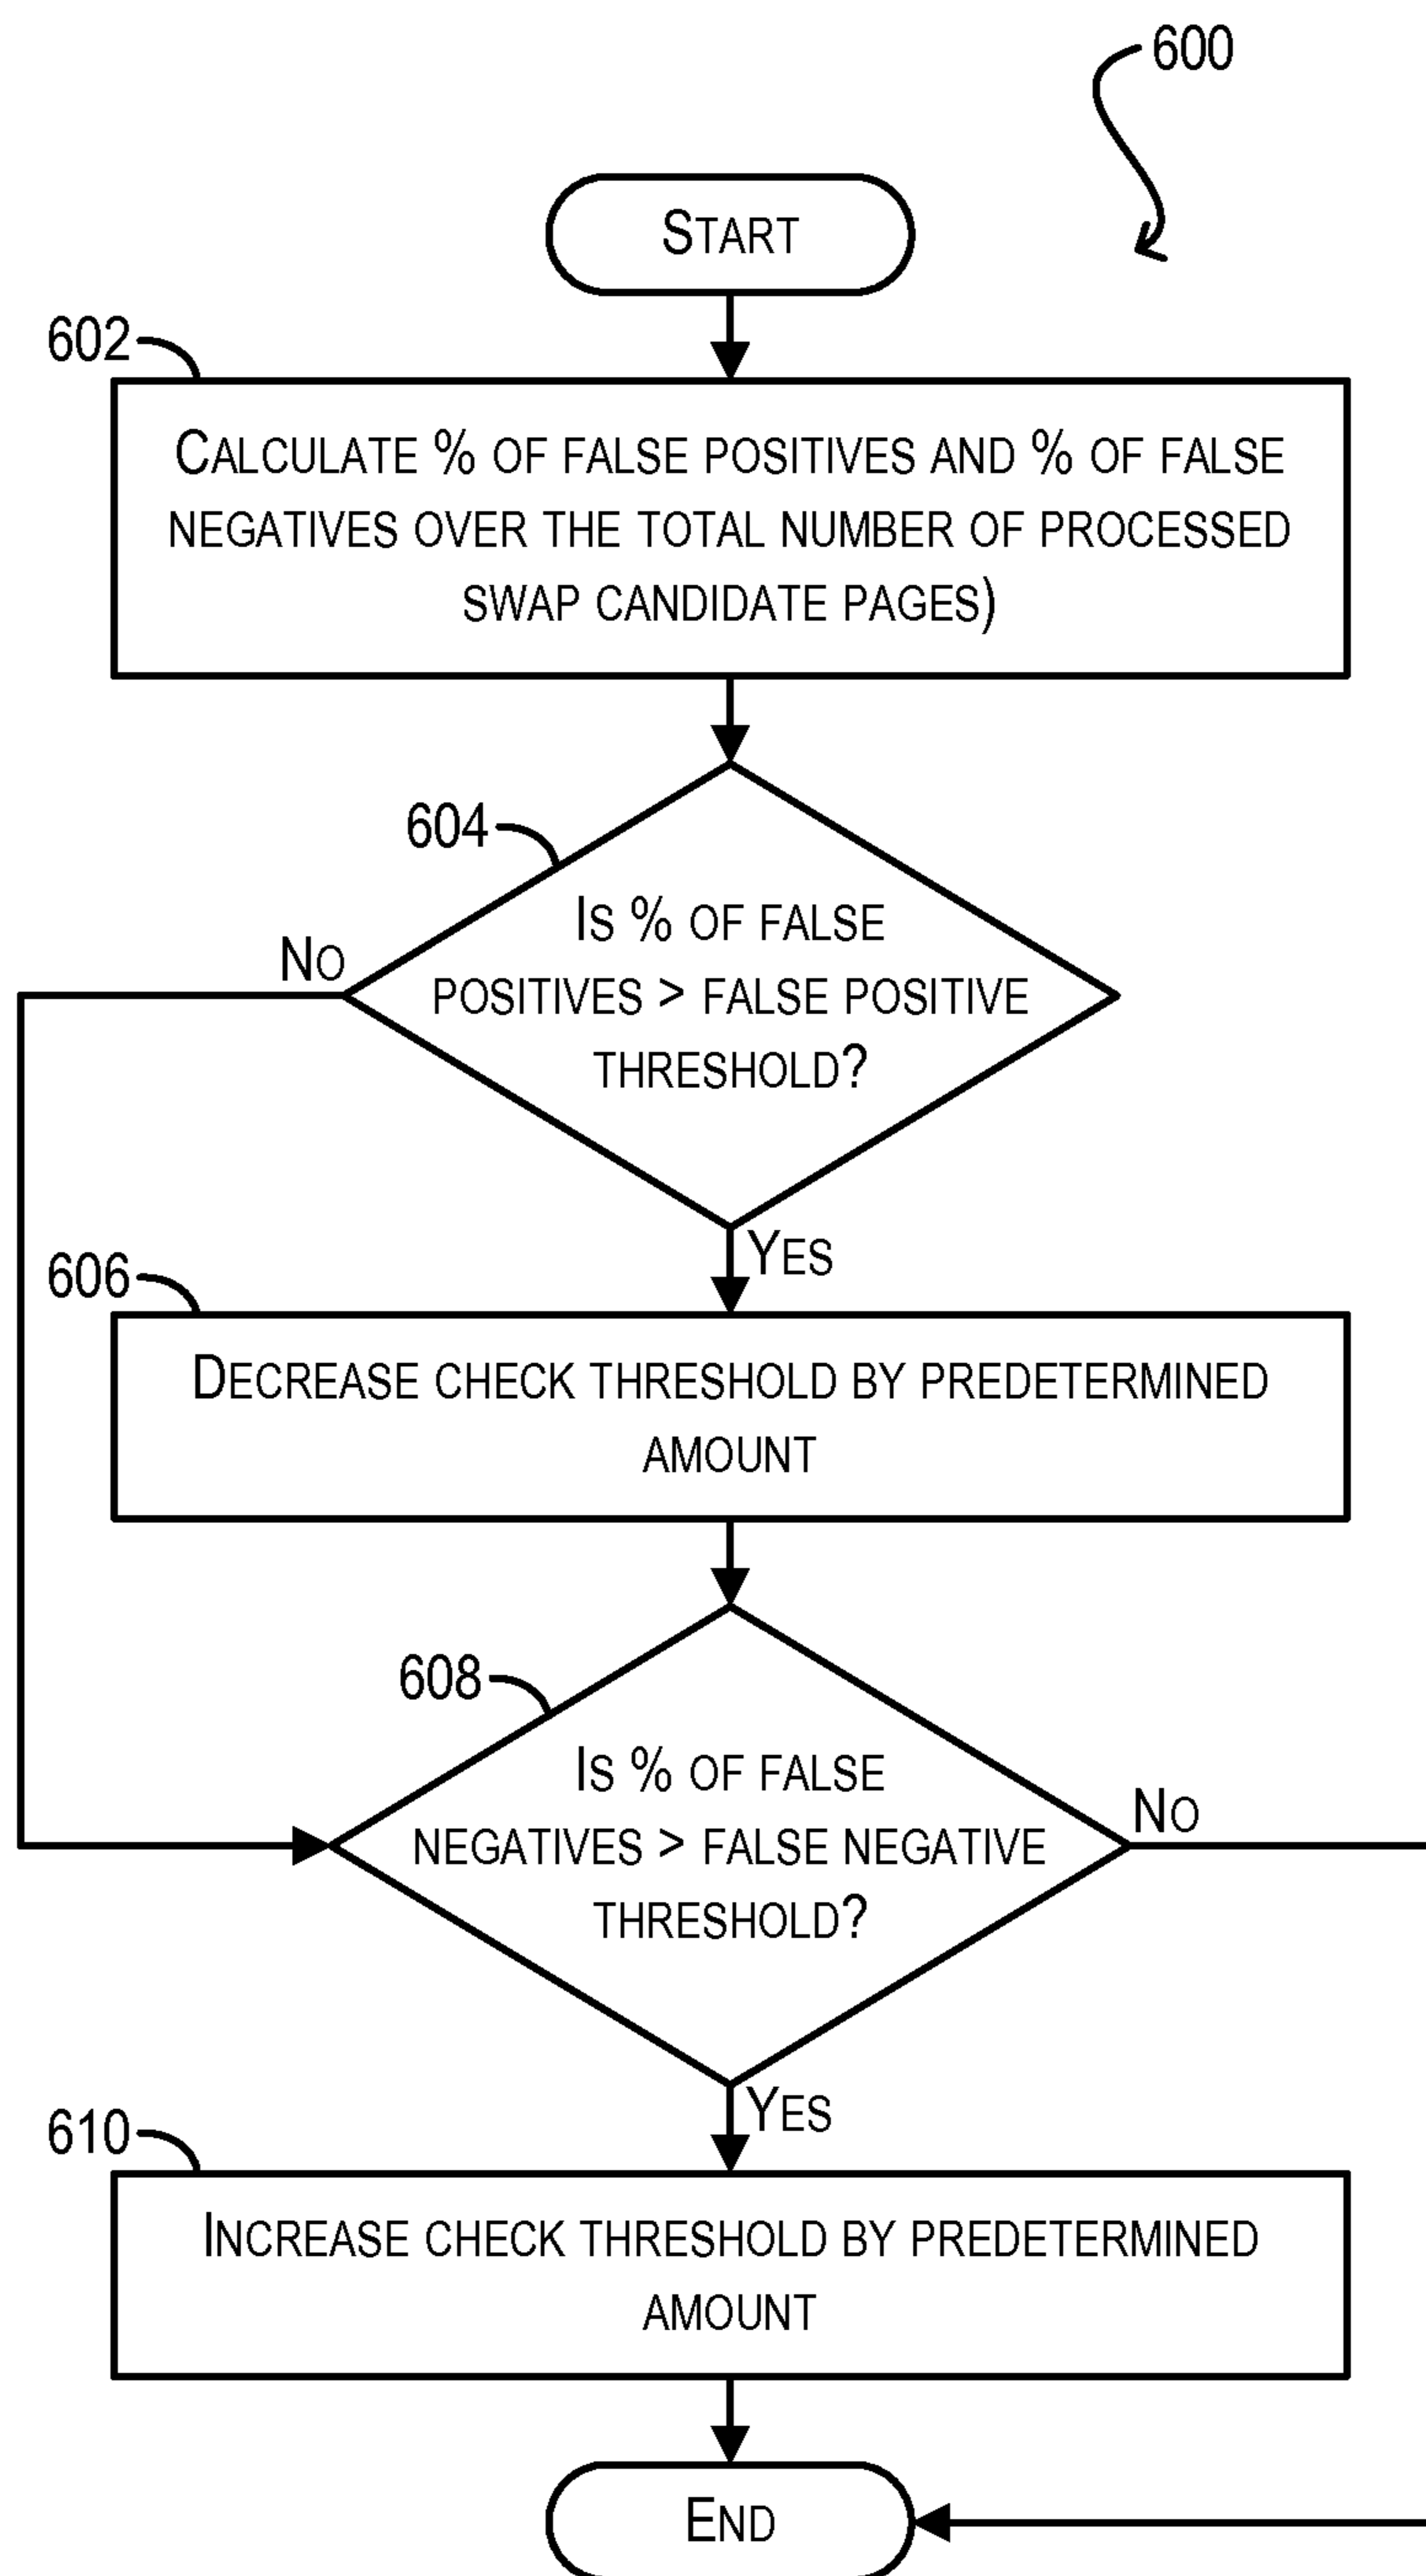 600
START
602
CALCULATE % OF FALSE POSITIVES AND % OF FALSE
NEGATIVES OVER THE TOTAL NUMBER OF PROCESSED
SWAP CANDIDATE PAGES)
604
IS % OF FALSE
NO
POSITIVES > FALSE POSITIVE
THRESHOLD?
YES
606
DECREASE CHECK THRESHOLD BY PREDETERMINED
AMOUNT
608
IS % OF FALSE
NO
NEGATIVES > FALSE NEGATIVE
THRESHOLD?
YES
610
INCREASE CHECK THRESHOLD BY PREDETERMINED
AMOUNT
END